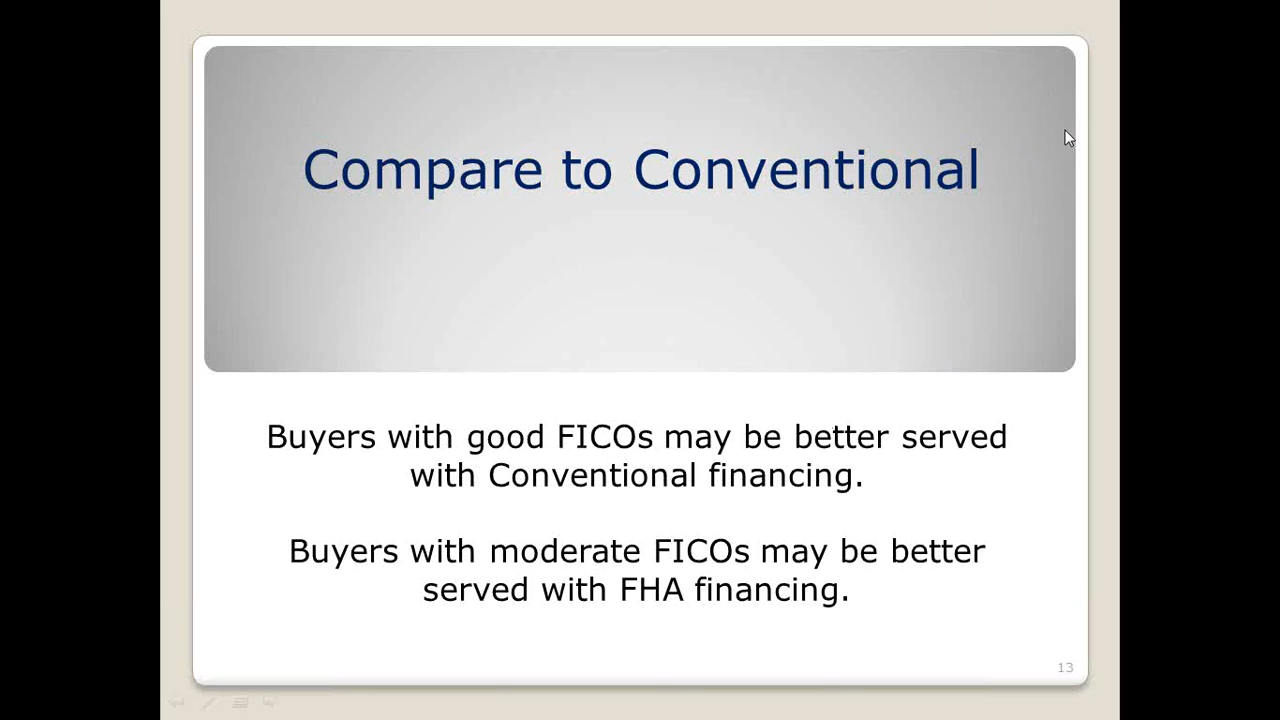 Compare to Conventional
Buyers with good FICOs may be better served
with Conventional financing.
Buyers with moderate FICOs may be better
served with FHA financing.
13